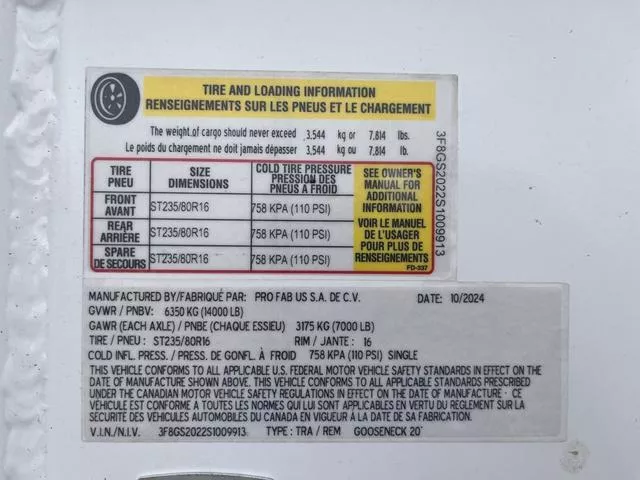 TIRE AND LOADING INFORMATION
RENSEIGNEMENTS SUR LES PNEUS ET LE CHARGEMENT
The weight of cargo should never exceed 3,544 kg or 7,814 lbs.
Le poids du chargement ne doit jamais dépasser 3,544 kg ou 7,814 lb.
TIRE PNEU SIZE DIMENSIONS COLD TIRE PRESSURE PRESSION DES PNEUS A FROID
FRONT AVANT ST235/80R16 758 KPA (110 PSI)
REAR ARRIÈRE ST235/80R16 758 KPA (110 PSI)
SPARE DE SECOURS ST235/80R16 758 KPA (110 PSI)
SEE OWNER'S
MANUAL FOR
ADDITIONAL
INFORMATION
VOIR LE MANUEL
DE L'USAGER
POUR PLUS DE
RENSEIGNEMENTS
FD-337
3F8GS2022S1009913
MANUFACTURED BY/FABRIQUÉ PAR: PRO FAB US S.A. DE C.V. DATE: 10/2024
GVWR / PNBV: 6350 KG (14000 LB)
GAWR (EACH AXLE) / PNBE (CHAQUE ESSIEU) 3175 KG (7000 LB)
TIRE / PNEU : ST235/80R16 RIM / JANTE : 16
COLD INFL. PRESS. / PRESS. DE GONFL. À FROID 758 KPA (110 PSI) SINGLE
THIS VEHICLE CONFORMS TO ALL APPLICABLE U.S. FEDERAL MOTOR VEHICLE SAFETY STANDARDS IN EFFECT ON THE
DATE OF MANUFACTURE SHOWN ABOVE. THIS VEHICLE CONFORMS TO ALL APPLICABLE STANDARDS PRESCRIBED
UNDER THE CANADIAN MOTOR VEHICLE SAFETY REGULATIONS IN EFFECT ON THE DATE OF MANUFACTURE · CE
VÉHICULE EST CONFORME A TOUTES LES NORMES QUI LUI SONT APPLICABLES EN VERTU DU RÈGLEMENT SUR LA
SÉCURITÉ DES VÉHICULES AUTOMOBILES DU CANADA EN VIGUEUR À LA DATE DE SA FABRICATION.
V.I.N./N.I.V. 3F8GS2022S1009913 TYPE : TRA / REM GOOSENECK 20'